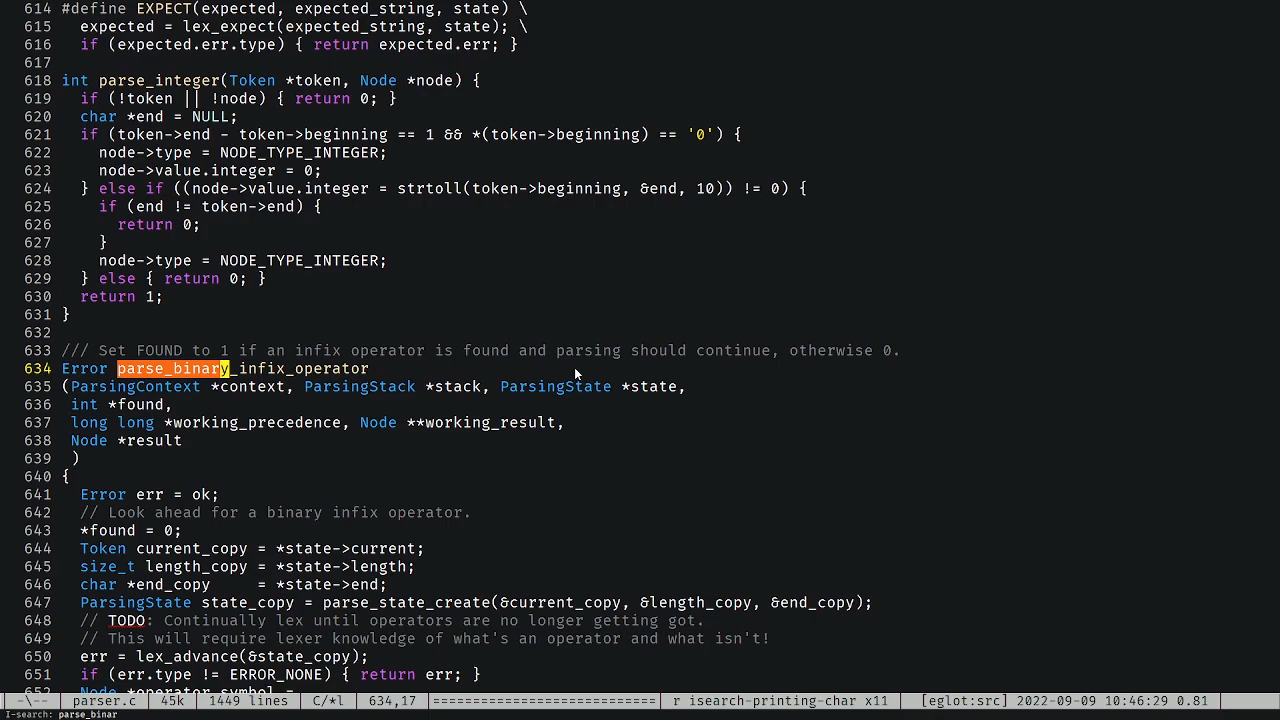 614 #define EXPECT(expected, expected_string, state) \
615   expected = lex_expect(expected_string, state); \
616   if (expected.err.type) { return expected.err; }
617
618 int parse_integer(Token *token, Node *node) {
619   if (!token || !node) { return 0; }
620   char *end = NULL;
621   if (token->end - token->beginning == 1 && *(token->beginning) == '0') {
622     node->type = NODE_TYPE_INTEGER;
623     node->value.integer = 0;
624   } else if ((node->value.integer = strtoll(token->beginning, &end, 10)) != 0) {
625     if (end != token->end) {
626       return 0;
627     }
628     node->type = NODE_TYPE_INTEGER;
629   } else { return 0; }
630   return 1;
631 }
632
633 /// Set FOUND to 1 if an infix operator is found and parsing should continue, otherwise 0.
634 Error parse_binary_infix_operator
635 (ParsingContext *context, ParsingStack *stack, ParsingState *state,
636  int *found,
637  long long *working_precedence, Node **working_result,
638  Node *result
639  )
640 {
641   Error err = ok;
642   // Look ahead for a binary infix operator.
643   *found = 0;
644   Token current_copy = *state->current;
645   size_t length_copy = *state->length;
646   char *end_copy     = *state->end;
647   ParsingState state_copy = parse_state_create(&current_copy, &length_copy, &end_copy);
648   // TODO: Continually lex until operators are no longer getting got.
649   // This will require lexer knowledge of what's an operator and what isn't!
650   err = lex_advance(&state_copy);
651   if (err.type != ERROR_NONE) { return err; }
652   Node *operator_symbol =
-\-- parser.c 45k 1449 lines C/*l 634,17 ======================== r isearch-printing-char x11 [eglot:src] 2022-09-09 10:46:29 0.81
I-search: parse_binar